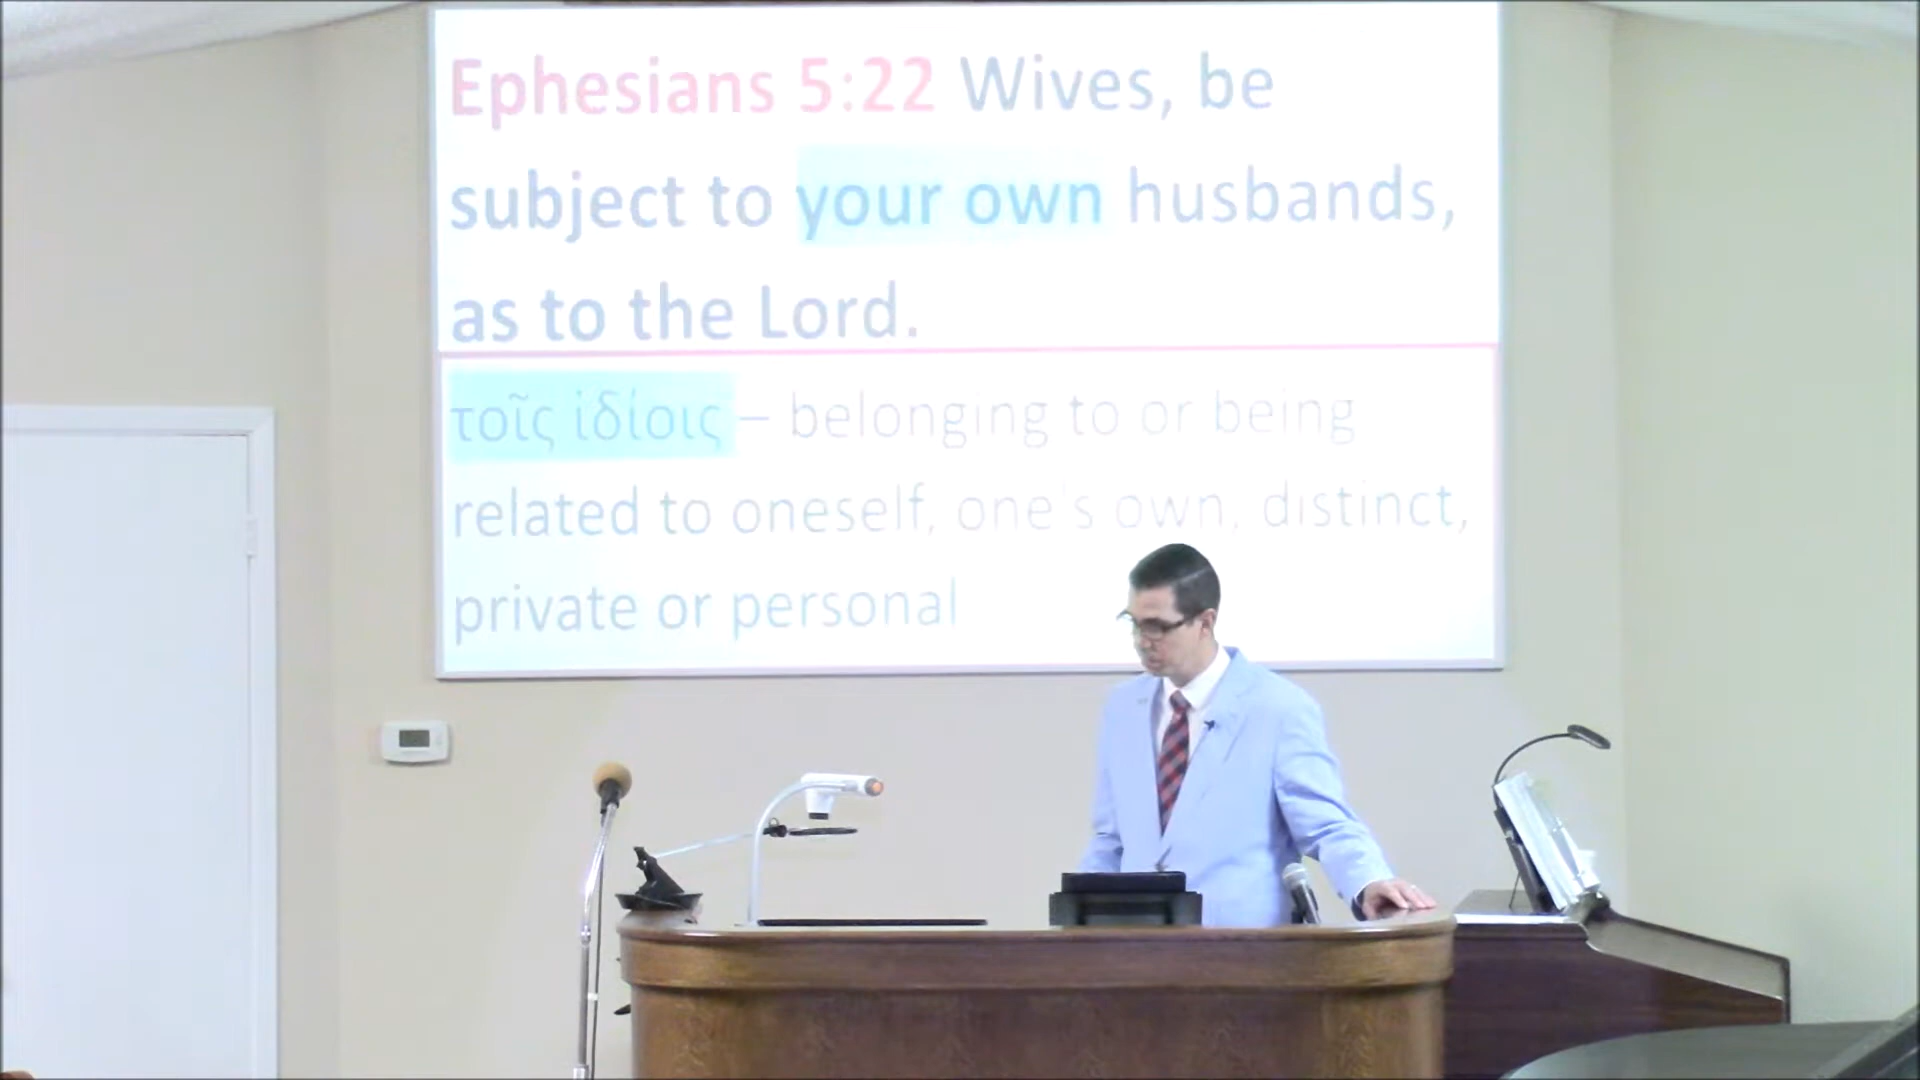 Ephesians 5:22 Wives, be
subject to your own husbands,
as to the Lord.
τοῖς ἰδίοις – belonging to or being
related to oneself, one's own, distinct,
private or personal